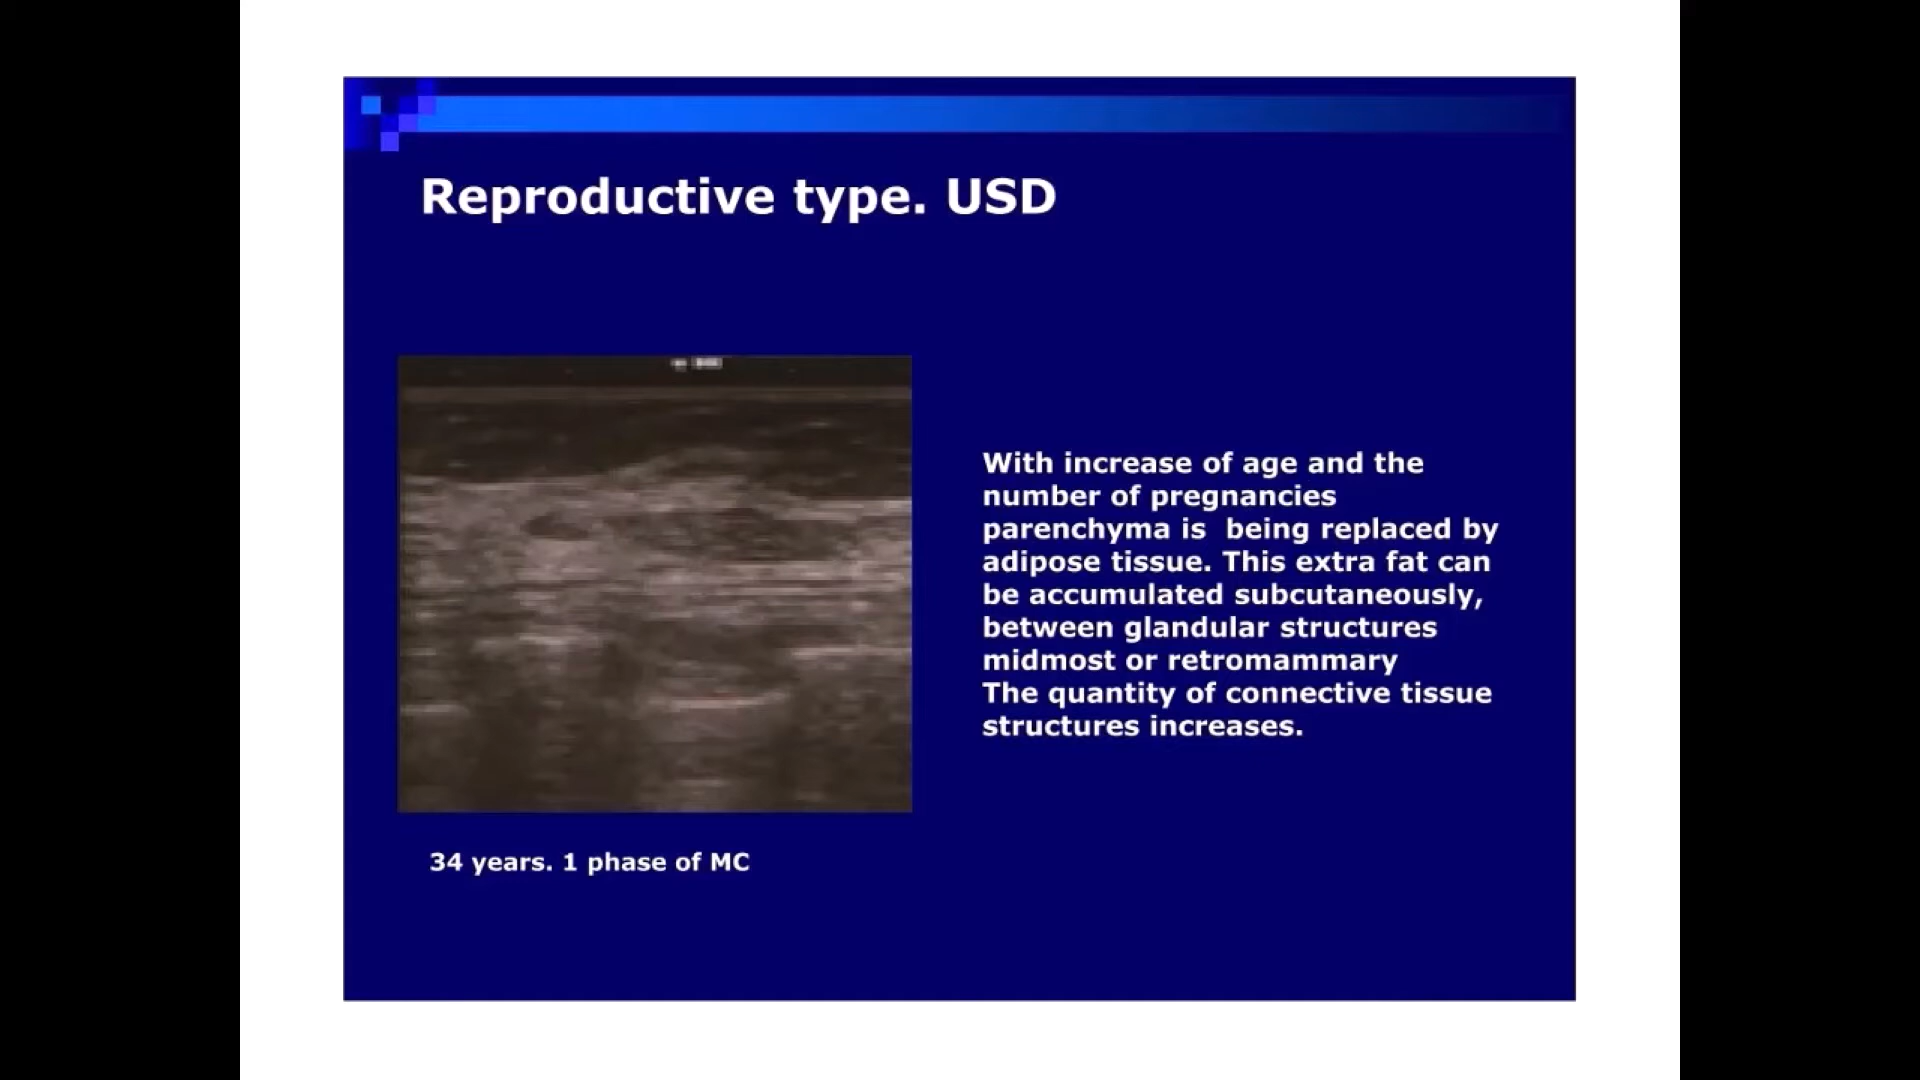 Reproductive type. USD
With increase of age and the
number of pregnancies
parenchyma is  being replaced by
adipose tissue. This extra fat can
be accumulated subcutaneously,
between glandular structures
midmost or retromammary
The quantity of connective tissue
structures increases.
34 years. 1 phase of MC